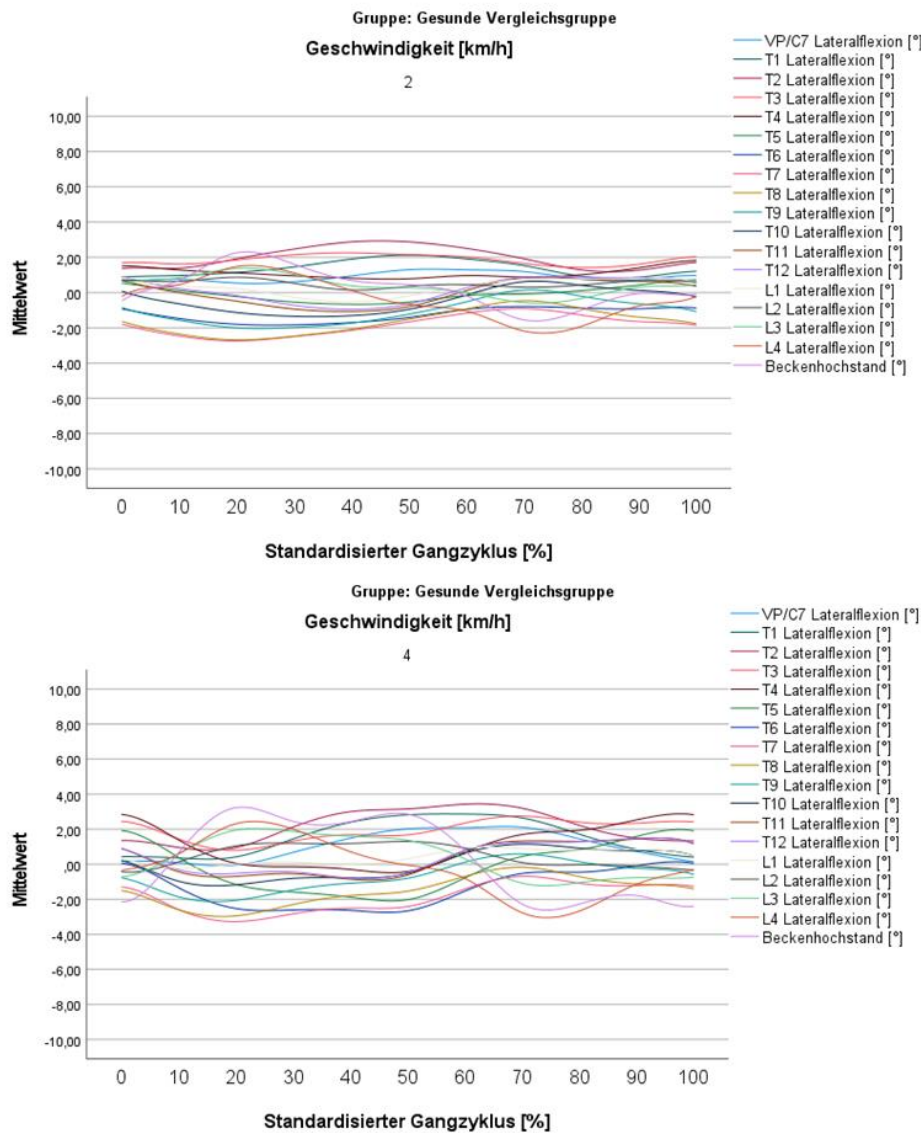 Gruppe: Gesunde Vergleichsgruppe
Geschwindigkeit [km/h]
2
VP/C7 Lateralflexion [°]
T1 Lateralflexion [°]
T2 Lateralflexion [°]
T3 Lateralflexion [°]
T4 Lateralflexion [°]
T5 Lateralflexion [°]
T6 Lateralflexion [°]
T7 Lateralflexion [°]
T8 Lateralflexion [°]
T9 Lateralflexion [°]
T10 Lateralflexion [°]
T11 Lateralflexion [°]
T12 Lateralflexion [°]
L1 Lateralflexion [°]
L2 Lateralflexion [°]
L3 Lateralflexion [°]
L4 Lateralflexion [°]
Beckenhochstand [°]
Mittelwert
10,00
8,00
6,00
4,00
2,00
,00
-2,00
-4,00
-6,00
-8,00
-10,00
0 10 20 30 40 50 60 70 80 90 100
Standardisierter Gangzyklus [%]
Gruppe: Gesunde Vergleichsgruppe
Geschwindigkeit [km/h]
4
VP/C7 Lateralflexion [°]
T1 Lateralflexion [°]
T2 Lateralflexion [°]
T3 Lateralflexion [°]
T4 Lateralflexion [°]
T5 Lateralflexion [°]
T6 Lateralflexion [°]
T7 Lateralflexion [°]
T8 Lateralflexion [°]
T9 Lateralflexion [°]
T10 Lateralflexion [°]
T11 Lateralflexion [°]
T12 Lateralflexion [°]
L1 Lateralflexion [°]
L2 Lateralflexion [°]
L3 Lateralflexion [°]
L4 Lateralflexion [°]
Beckenhochstand [°]
Mittelwert
10,00
8,00
6,00
4,00
2,00
,00
-2,00
-4,00
-6,00
-8,00
-10,00
0 10 20 30 40 50 60 70 80 90 100
Standardisierter Gangzyklus [%]